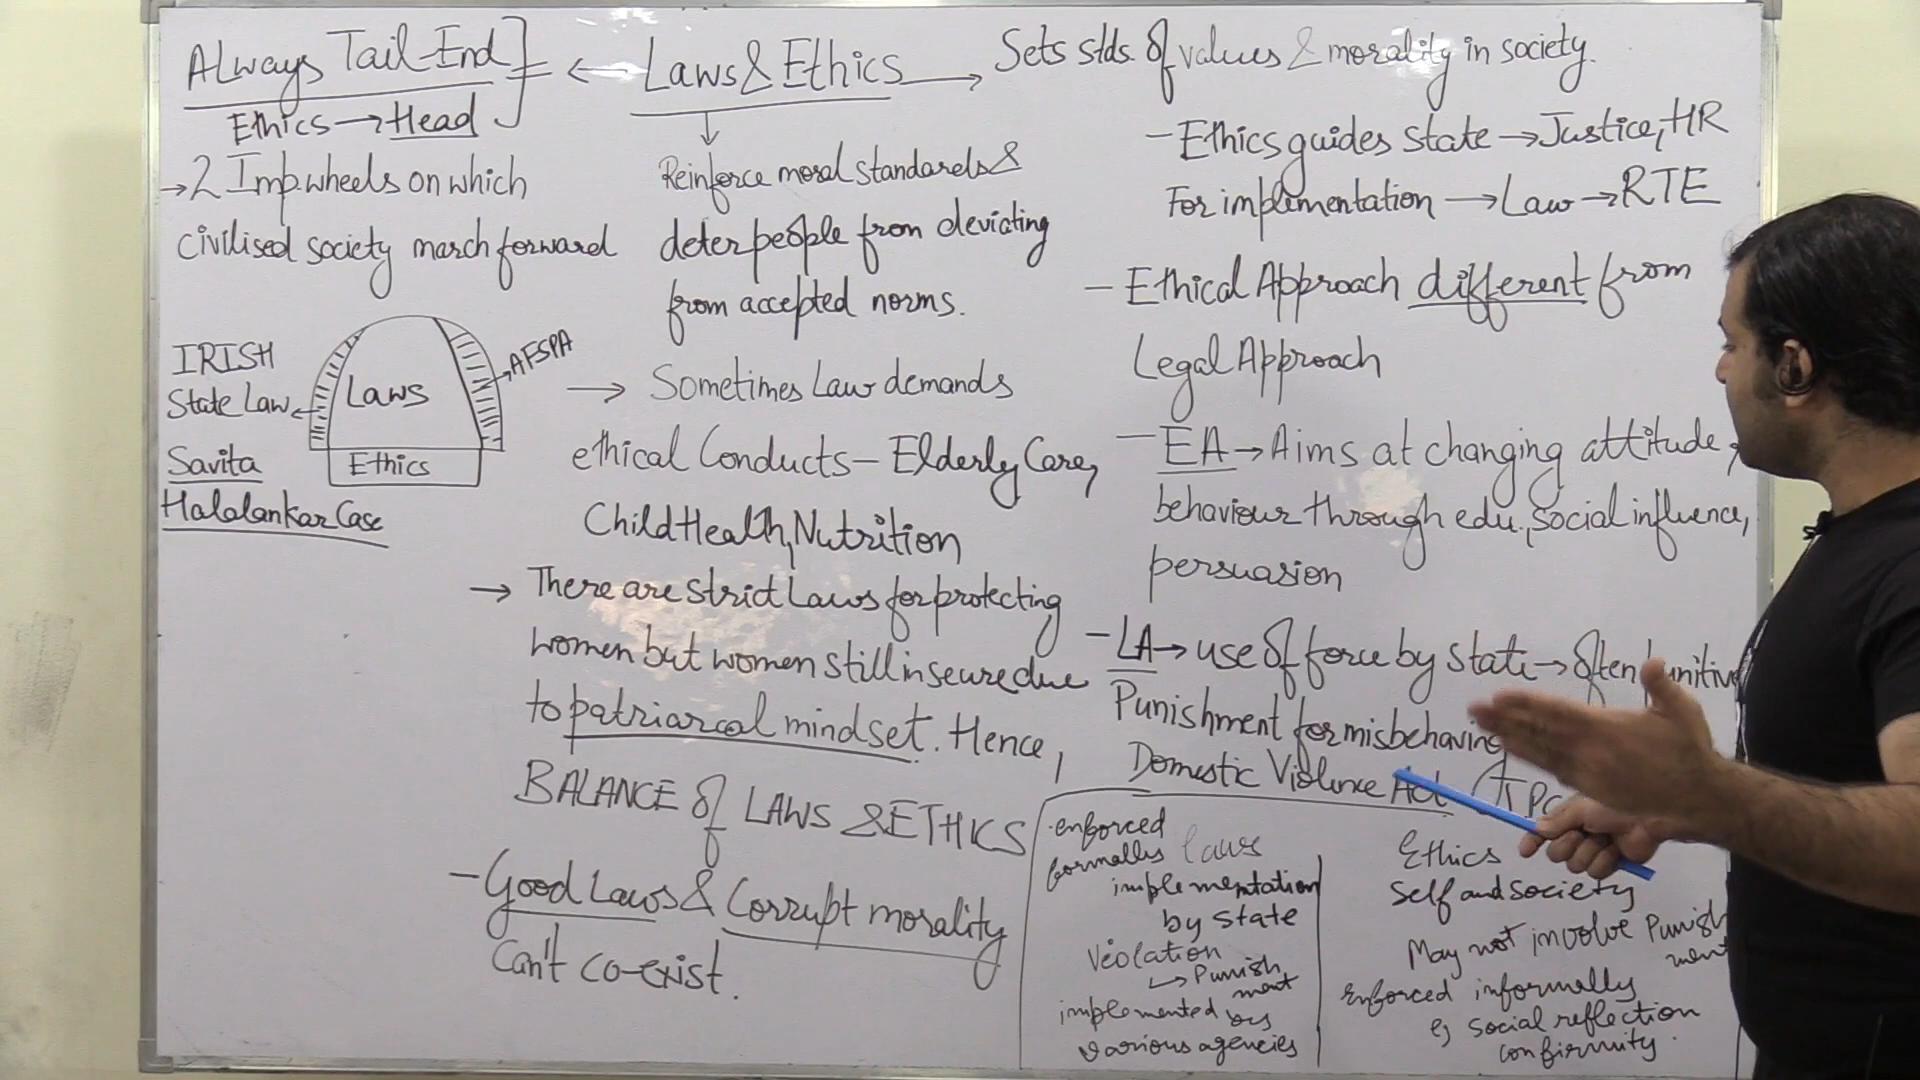 Always Tail-End
Ethics → Head
→ 2 Imp. wheels on which
civilised society march forward
IRISH
State Law
Savita
Halalankar Case
Laws
Ethics
→ AFSPA
← Laws & Ethics →
Reinforce moral standards &
deter people from deviating
from accepted norms.
→ Sometimes Law demands
ethical Conducts – Elderly Care,
Child Health, Nutrition
→ There are strict Laws for protecting
women but women still insecure due
to patriarcal mindset. Hence,
BALANCE of LAWS & ETHICS
- Good Laws & Corrupt morality
Can't co-exist.
Sets stds. of values & morality in society.
- Ethics guides state → Justice, HR
For implementation → Law → RTE
- Ethical Approach different from
Legal Approach
- EA → Aims at changing attitude,
behaviour through edu., social influence,
persuasion
- LA → use of force by state → often
Punishment for misbehaving
Domestic Violence Act
enforced
formally laws
implementation
by state
Violation
↳ Punish
ment
implemented by
various agencies
Ethics
Self and society
May not involve Punish
ment
Enforced informally
eg social reflection
confirmity.